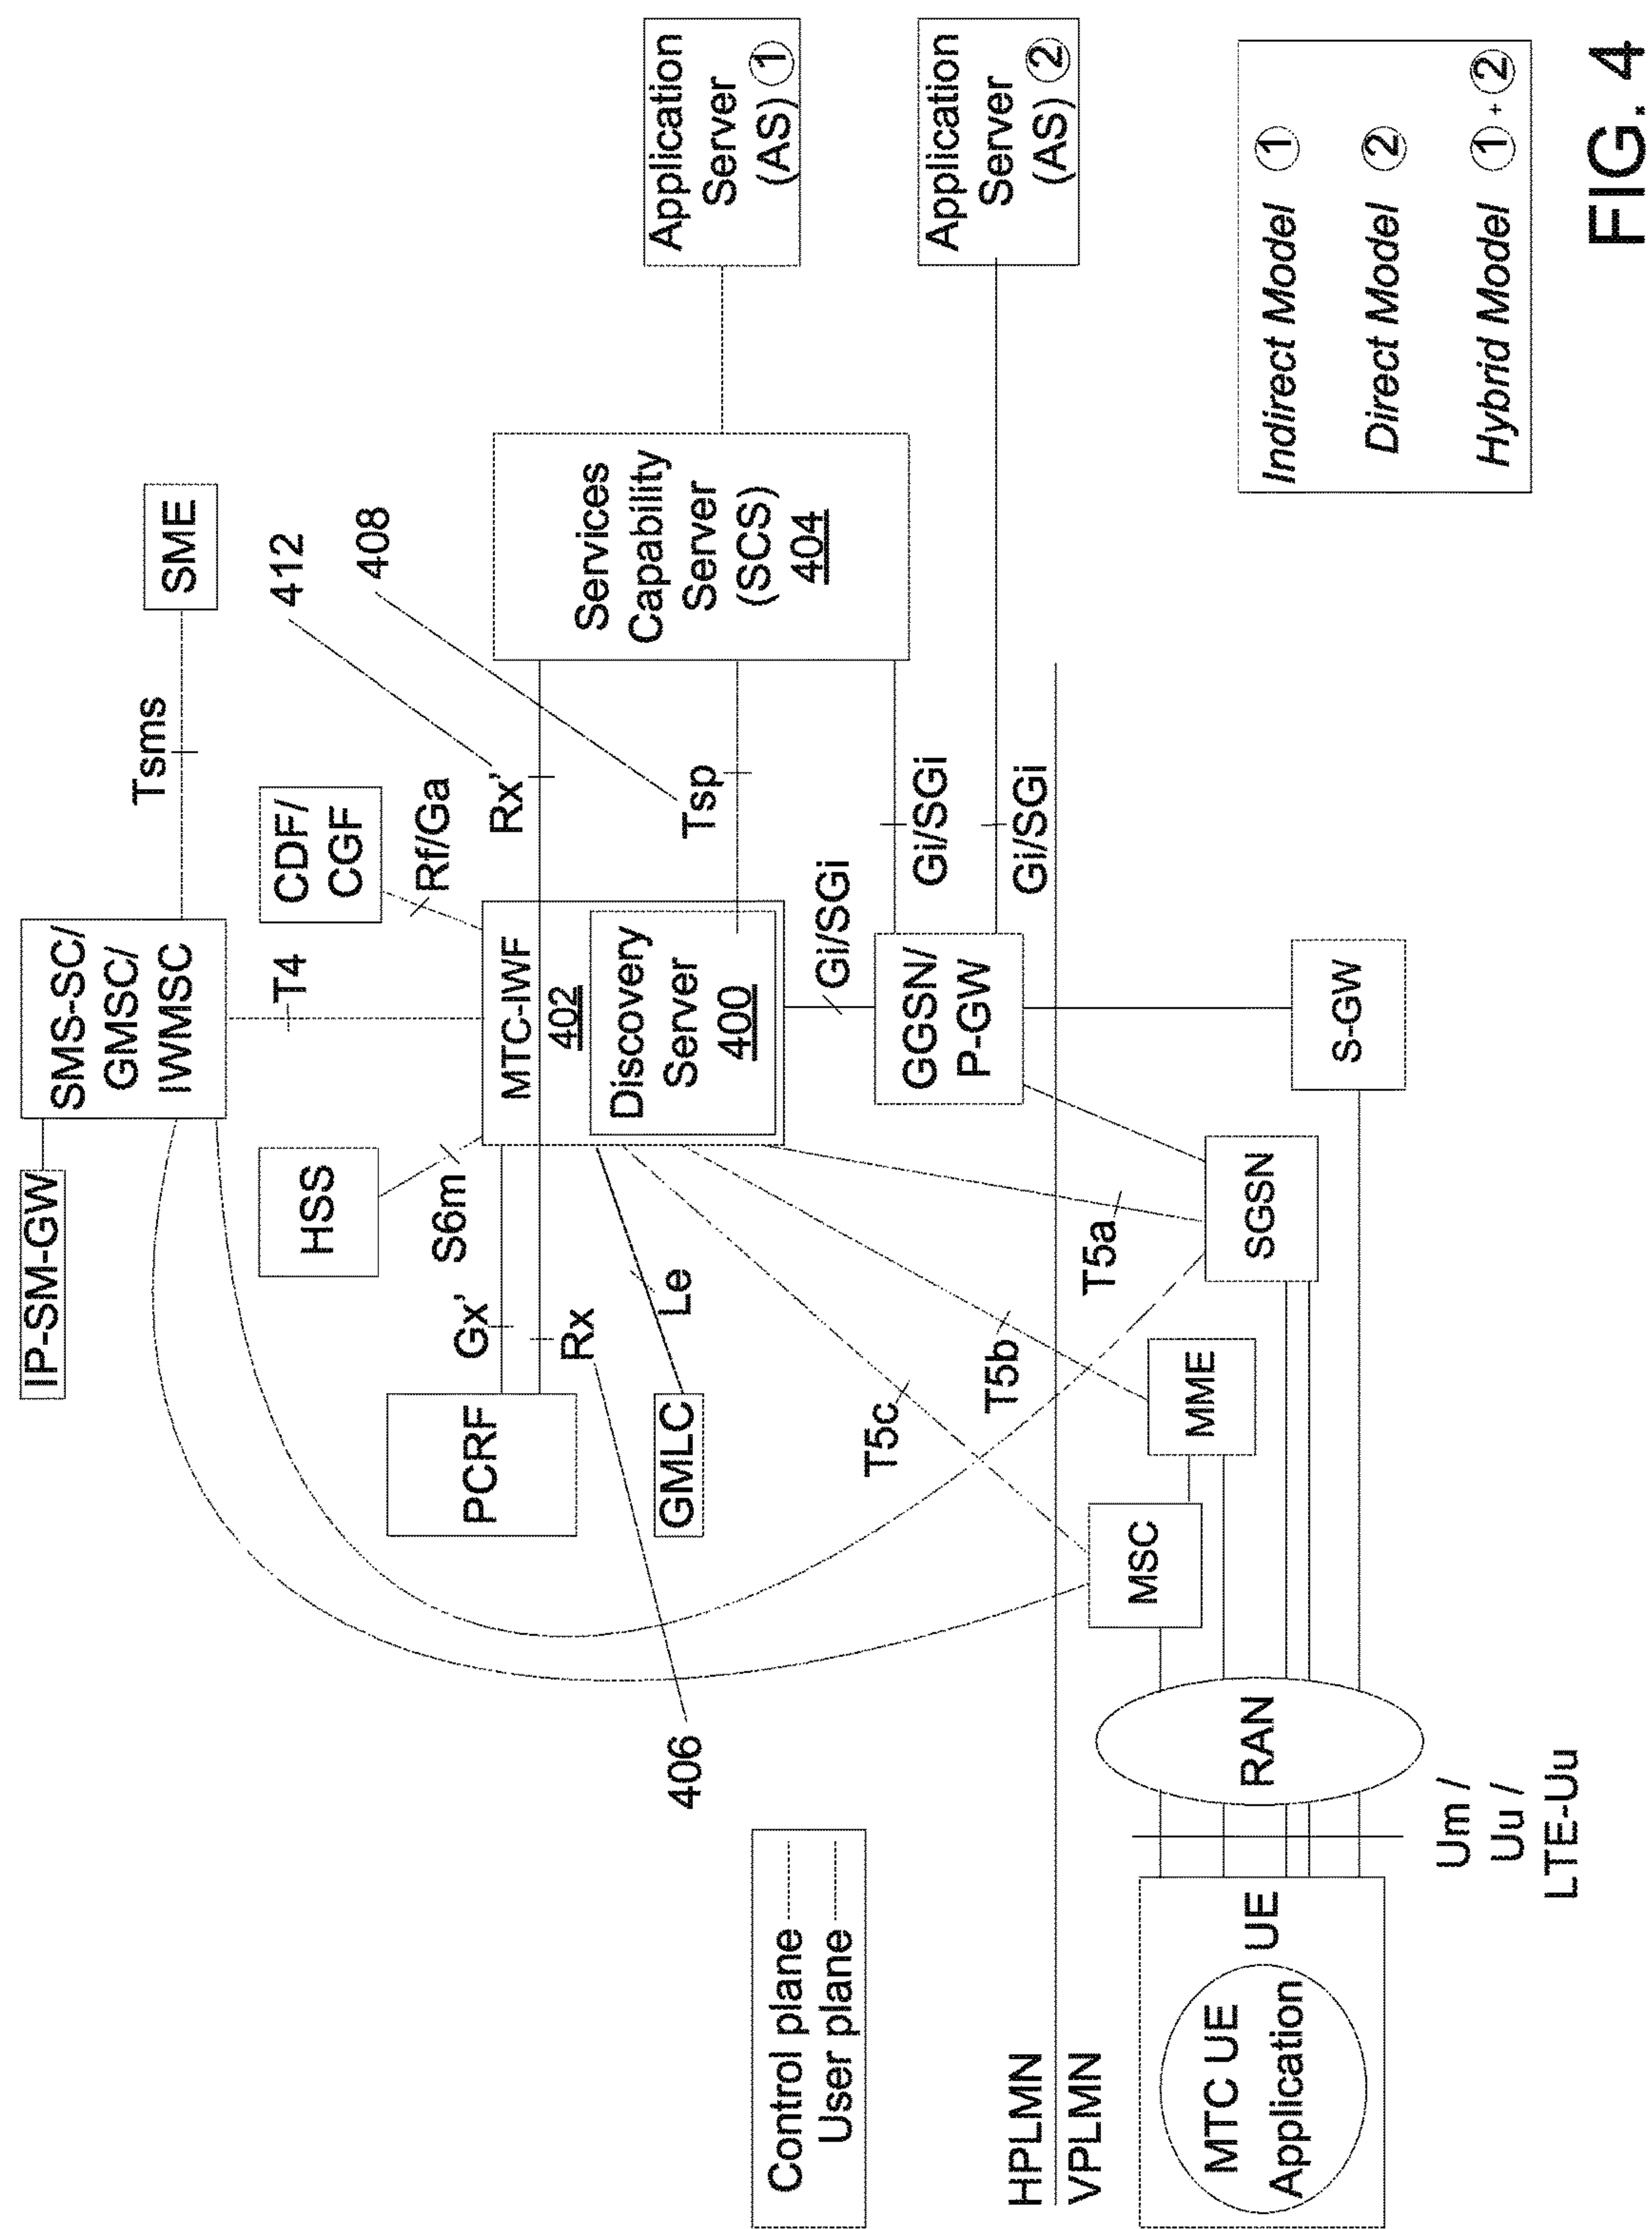 IP-SM-GW
SMS-SC/
GMSC/
IWMSC
Tsms
SME
HSS
T4
CDF/
CGF
412
S6m
Rf/Ga
408
Gx'
Rx'
PCRF
Rx
MTC-IWF
402
Services
Capability
Server
(SCS)
404
Application
Server
(AS) 1
406
GMLC
Le
Discovery
Server
400
Tsp
Control plane
User plane
T5c
Gi/SGi
Gi/SGi
GGSN/
P-GW
Application
Server
(AS) 2
T5b
Gi/SGi
HPLMN
VPLMN
T5a
MSC
MME
SGSN
S-GW
MTC UE
Application
UE
RAN
Um /
Uu /
LTE-Uu
Indirect Model 1
Direct Model 2
Hybrid Model 1 + 2
FIG. 4